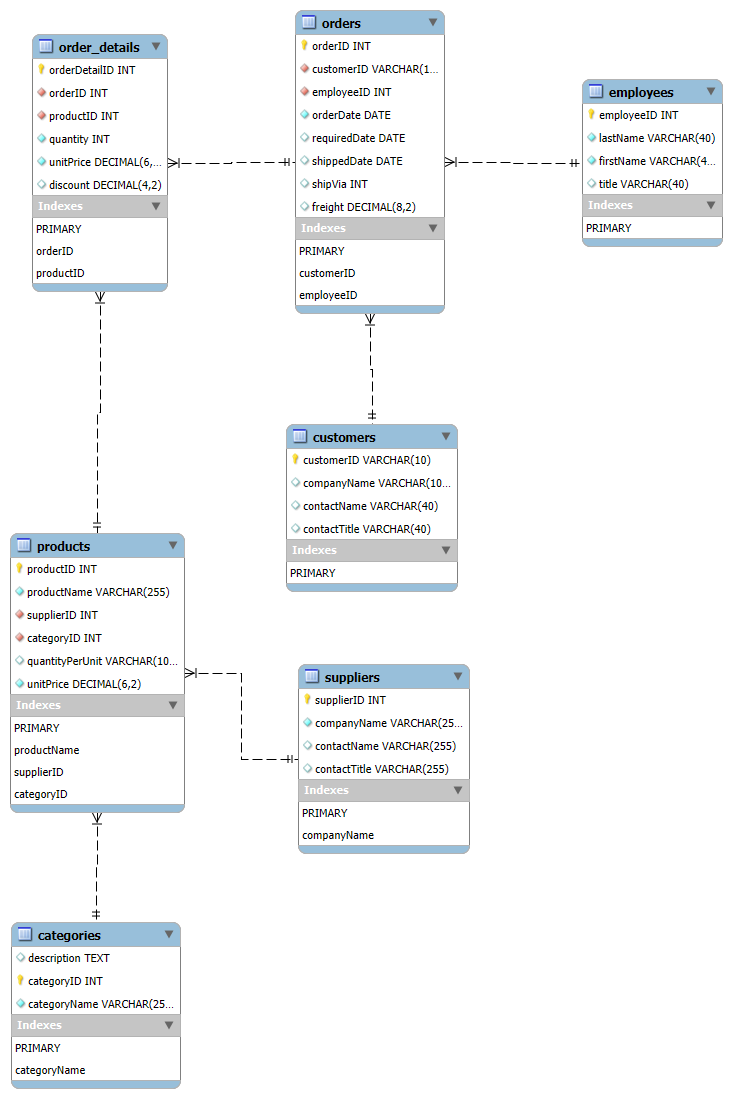 order_details
orderDetailID INT
orderID INT
productID INT
quantity INT
unitPrice DECIMAL(6,...
discount DECIMAL(4,2)
Indexes
PRIMARY
orderID
productID
orders
orderID INT
customerID VARCHAR(1...
employeeID INT
orderDate DATE
requiredDate DATE
shippedDate DATE
shipVia INT
freight DECIMAL(8,2)
Indexes
PRIMARY
customerID
employeeID
employees
employeeID INT
lastName VARCHAR(40)
firstName VARCHAR(4...
title VARCHAR(40)
Indexes
PRIMARY
customers
customerID VARCHAR(10)
companyName VARCHAR(10...
contactName VARCHAR(40)
contactTitle VARCHAR(40)
Indexes
PRIMARY
products
productID INT
productName VARCHAR(255)
supplierID INT
categoryID INT
quantityPerUnit VARCHAR(10...
unitPrice DECIMAL(6,2)
Indexes
PRIMARY
productName
supplierID
categoryID
suppliers
supplierID INT
companyName VARCHAR(25...
contactName VARCHAR(255)
contactTitle VARCHAR(255)
Indexes
PRIMARY
companyName
categories
description TEXT
categoryID INT
categoryName VARCHAR(25...
Indexes
PRIMARY
categoryName